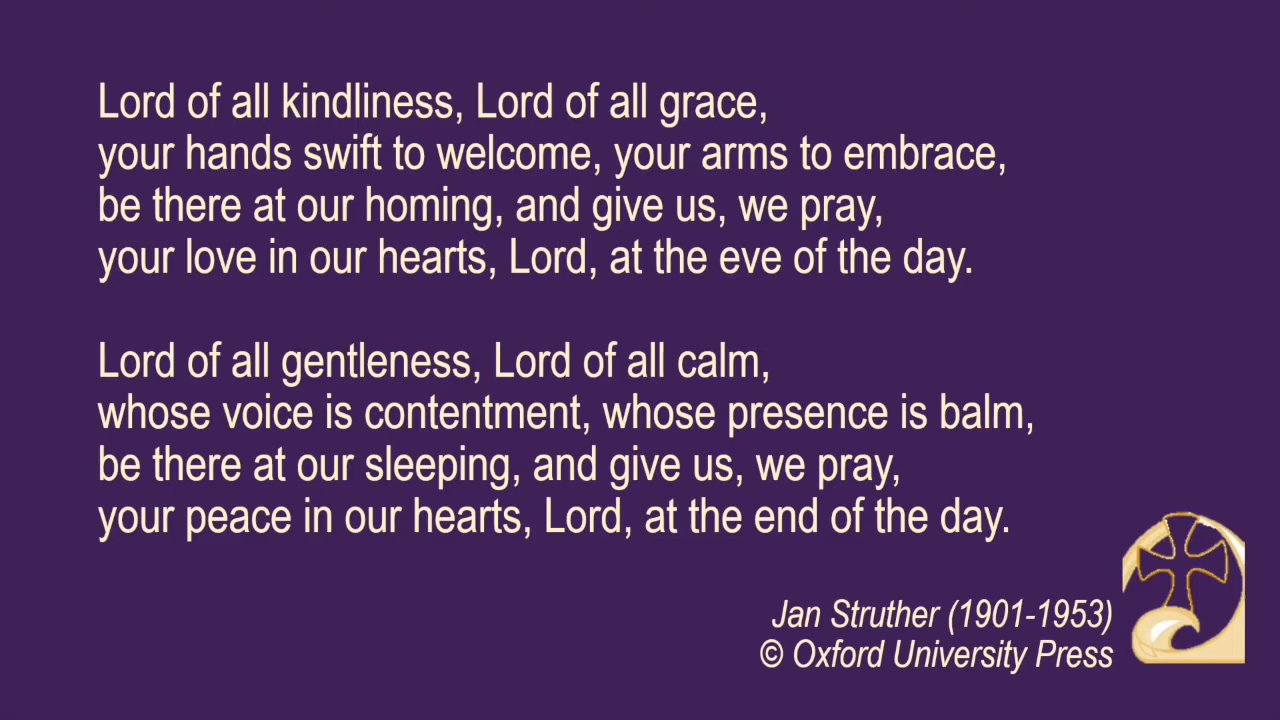 Lord of all kindliness, Lord of all grace,
your hands swift to welcome, your arms to embrace,
be there at our homing, and give us, we pray,
your love in our hearts, Lord, at the eve of the day.

Lord of all gentleness, Lord of all calm,
whose voice is contentment, whose presence is balm,
be there at our sleeping, and give us, we pray,
your peace in our hearts, Lord, at the end of the day.

Jan Struther (1901-1953)
© Oxford University Press